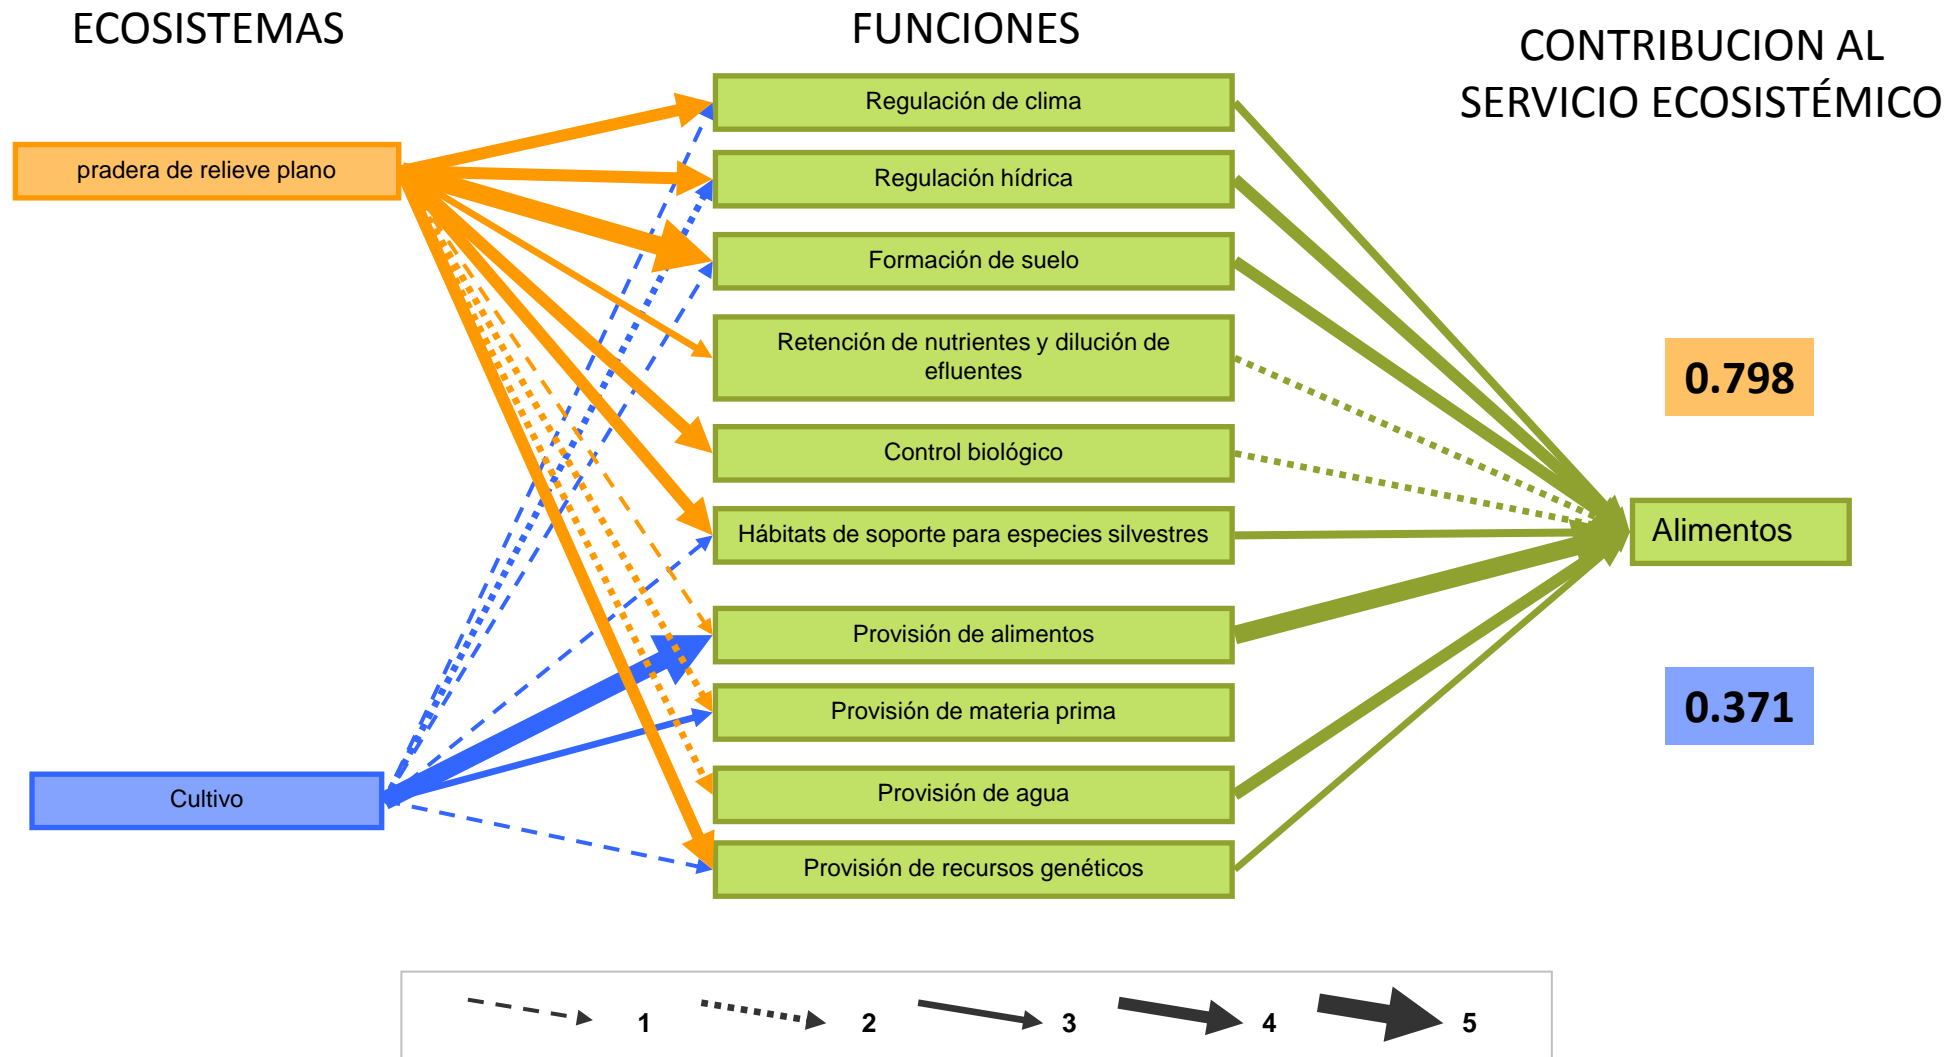 ECOSISTEMAS
FUNCIONES
CONTRIBUCION AL
SERVICIO ECOSISTÉMICO
pradera de relieve plano
Cultivo
Regulación de clima
Regulación hídrica
Formación de suelo
Retención de nutrientes y dilución de
efluentes
Control biológico
Hábitats de soporte para especies silvestres
Provisión de alimentos
Provisión de materia prima
Provisión de agua
Provisión de recursos genéticos
0.798
Alimentos
0.371
1
2
3
4
5